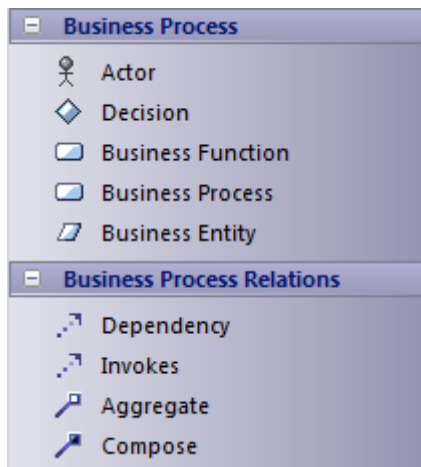 Business Process
Actor
Decision
Business Function
Business Process
Business Entity
Business Process Relations
Dependency
Invokes
Aggregate
Compose